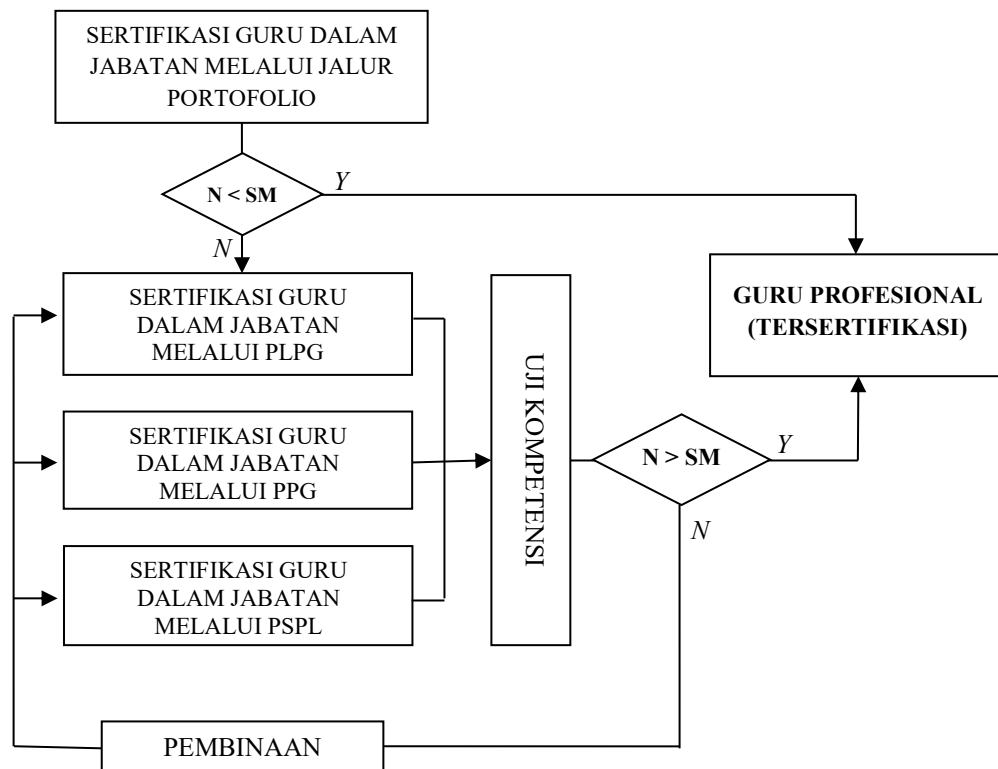 SERTIFIKASI GURU DALAM
JABATAN MELALUI JALUR
PORTOFOLIO
N < SM
Y
N
SERTIFIKASI GURU
DALAM JABATAN
MELALUI PLPG
GURU PROFESIONAL
(TERSERTIFIKASI)
SERTIFIKASI GURU
DALAM JABATAN
MELALUI PPG
UJI KOMPETENSI
N > SM
Y
N
SERTIFIKASI GURU
DALAM JABATAN
MELALUI PSPL
PEMBINAAN